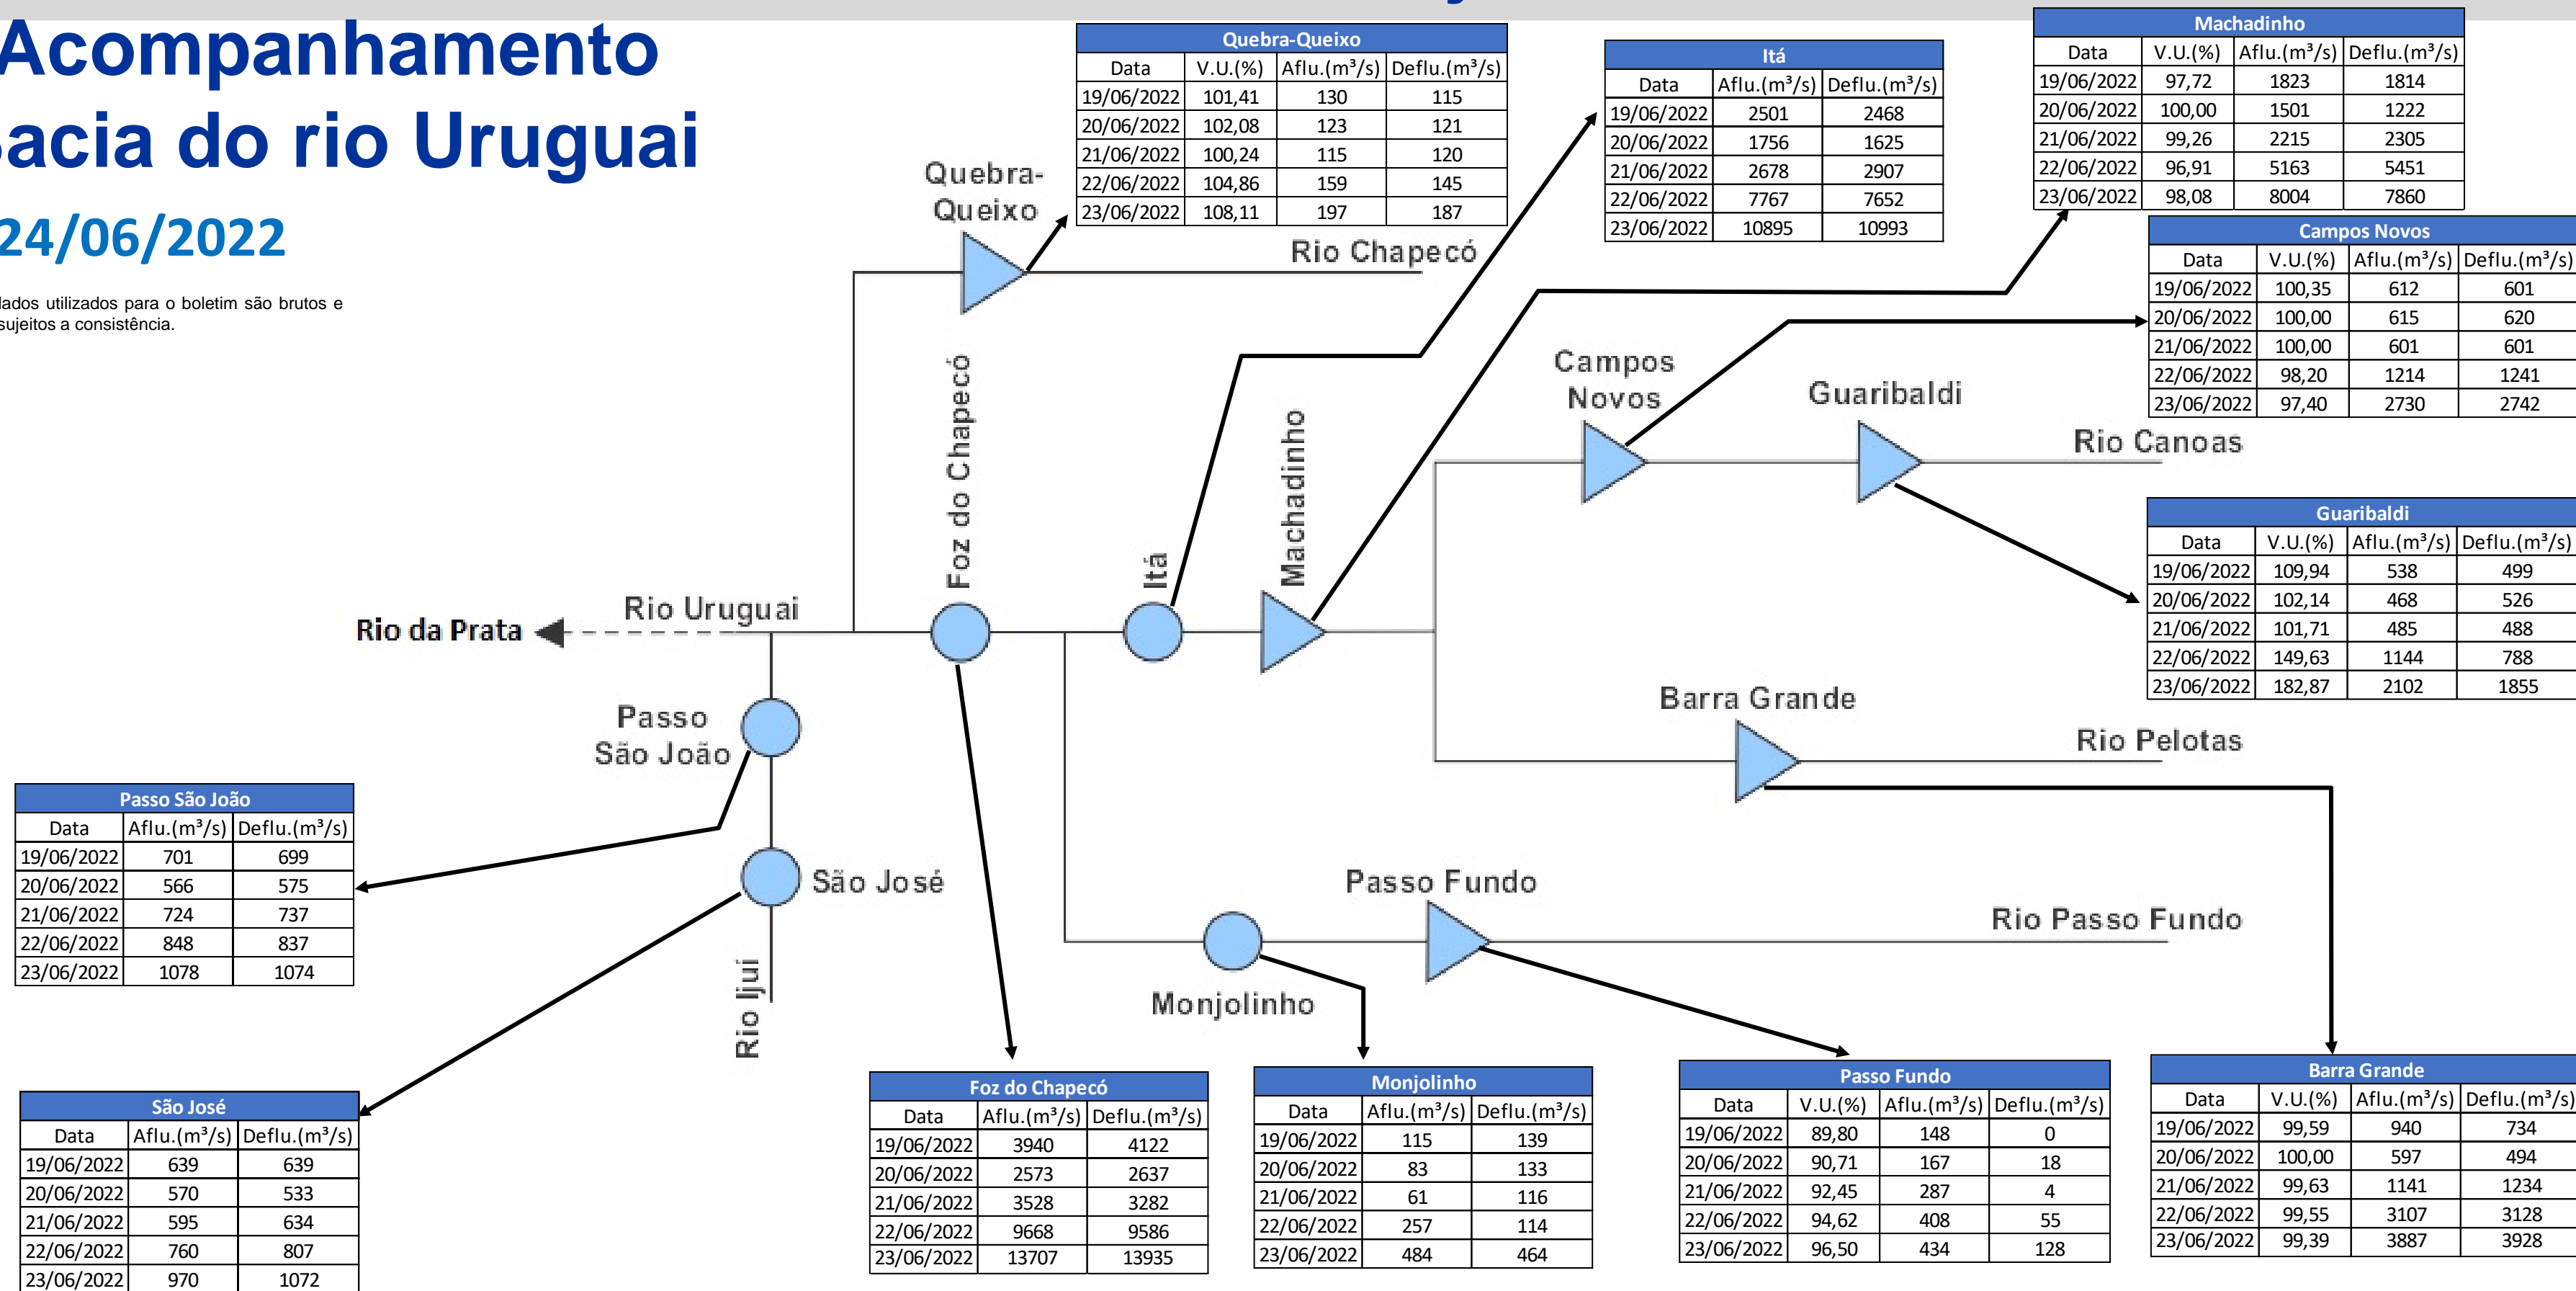 Acompanhamento
Bacia do rio Uruguai
24/06/2022
dados utilizados para o boletim são brutos e
sujeitos a consistência.
Quebra-Queixo
Data V.U.(%) Aflu.(m³/s) Deflu.(m³/s)
19/06/2022 101,41 130 115
20/06/2022 102,08 123 121
21/06/2022 100,24 115 120
22/06/2022 104,86 159 145
23/06/2022 108,11 197 187
Itá
Data Aflu.(m³/s) Deflu.(m³/s)
19/06/2022 2501 2468
20/06/2022 1756 1625
21/06/2022 2678 2907
22/06/2022 7767 7652
23/06/2022 10895 10993
Machadinho
Data V.U.(%) Aflu.(m³/s) Deflu.(m³/s)
19/06/2022 97,72 1823 1814
20/06/2022 100,00 1501 1222
21/06/2022 99,26 2215 2305
22/06/2022 96,91 5163 5451
23/06/2022 98,08 8004 7860
Campos Novos
Data V.U.(%) Aflu.(m³/s) Deflu.(m³/s)
19/06/2022 100,35 612 601
20/06/2022 100,00 615 620
21/06/2022 100,00 601 601
22/06/2022 98,20 1214 1241
23/06/2022 97,40 2730 2742
Quebra-
Queixo
Rio Chapecó
Foz do Chapecó
Itá
Machadinho
Campos
Novos
Guaribaldi
Rio Canoas
Guaribaldi
Data V.U.(%) Aflu.(m³/s) Deflu.(m³/s)
19/06/2022 109,94 538 499
20/06/2022 102,14 468 526
21/06/2022 101,71 485 488
22/06/2022 149,63 1144 788
23/06/2022 182,87 2102 1855
Rio da Prata
Rio Uruguai
Barra Grande
Rio Pelotas
Passo
São João
São José
Rio Ijuí
Passo Fundo
Rio Passo Fundo
Monjolinho
Passo São João
Data Aflu.(m³/s) Deflu.(m³/s)
19/06/2022 701 699
20/06/2022 566 575
21/06/2022 724 737
22/06/2022 848 837
23/06/2022 1078 1074
São José
Data Aflu.(m³/s) Deflu.(m³/s)
19/06/2022 639 639
20/06/2022 570 533
21/06/2022 595 634
22/06/2022 760 807
23/06/2022 970 1072
Foz do Chapecó
Data Aflu.(m³/s) Deflu.(m³/s)
19/06/2022 3940 4122
20/06/2022 2573 2637
21/06/2022 3528 3282
22/06/2022 9668 9586
23/06/2022 13707 13935
Monjolinho
Data Aflu.(m³/s) Deflu.(m³/s)
19/06/2022 115 139
20/06/2022 83 133
21/06/2022 61 116
22/06/2022 257 114
23/06/2022 484 464
Passo Fundo
Data V.U.(%) Aflu.(m³/s) Deflu.(m³/s)
19/06/2022 89,80 148 0
20/06/2022 90,71 167 18
21/06/2022 92,45 287 4
22/06/2022 94,62 408 55
23/06/2022 96,50 434 128
Barra Grande
Data V.U.(%) Aflu.(m³/s) Deflu.(m³/s)
19/06/2022 99,59 940 734
20/06/2022 100,00 597 494
21/06/2022 99,63 1141 1234
22/06/2022 99,55 3107 3128
23/06/2022 99,39 3887 3928